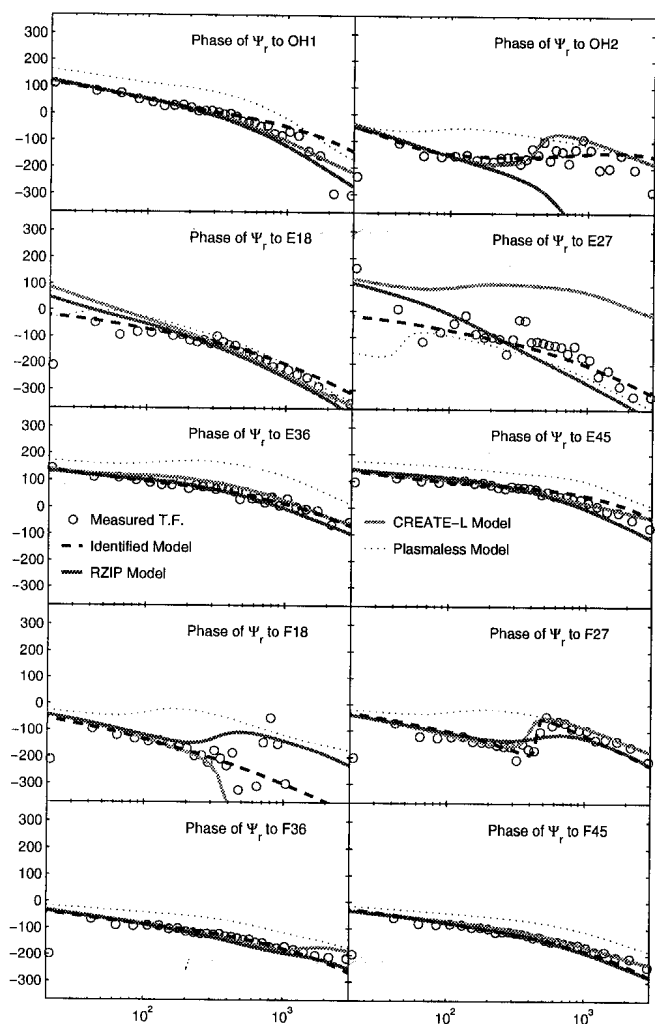 300
200
100
0
−100
−200
−300
Phase of Ψr to OH1
Phase of Ψr to OH2
300
200
100
0
−100
−200
−300
Phase of Ψr to E18
Phase of Ψr to E27
300
200
100
0
−100
−200
−300
Phase of Ψr to E36
Measured T.F.
Identified Model
RZIP Model
Phase of Ψr to E45
CREATE−L Model
Plasmaless Model
300
200
100
0
−100
−200
−300
Phase of Ψr to F18
Phase of Ψr to F27
300
200
100
0
−100
−200
−300
Phase of Ψr to F36
Phase of Ψr to F45
10² 10³ 10² 10³